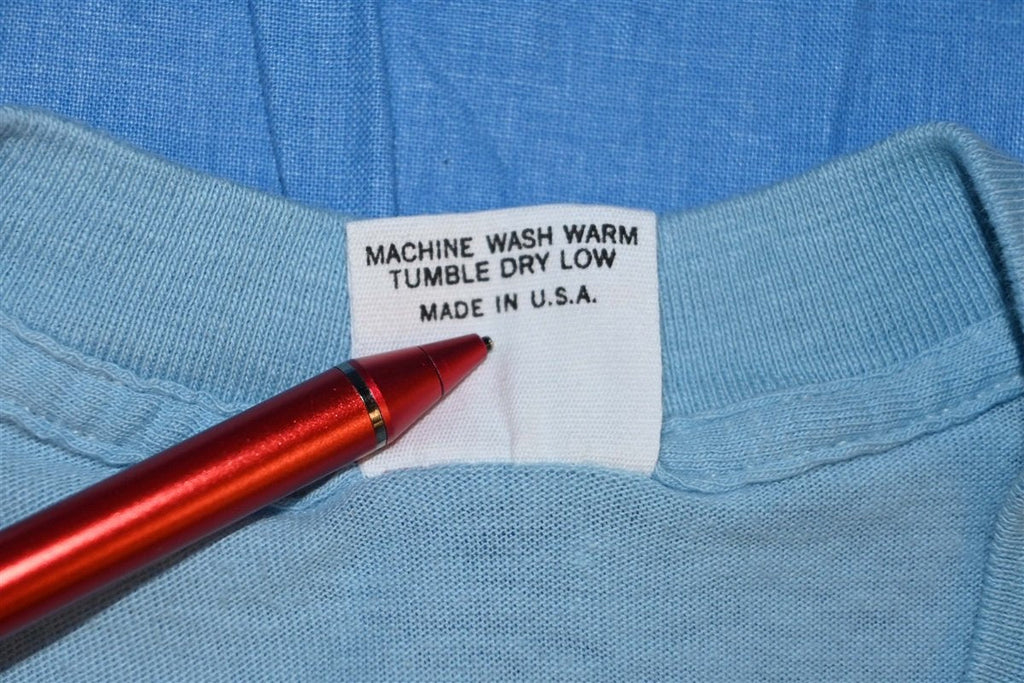 MACHINE WASH WARM
TUMBLE DRY LOW
MADE IN U.S.A.